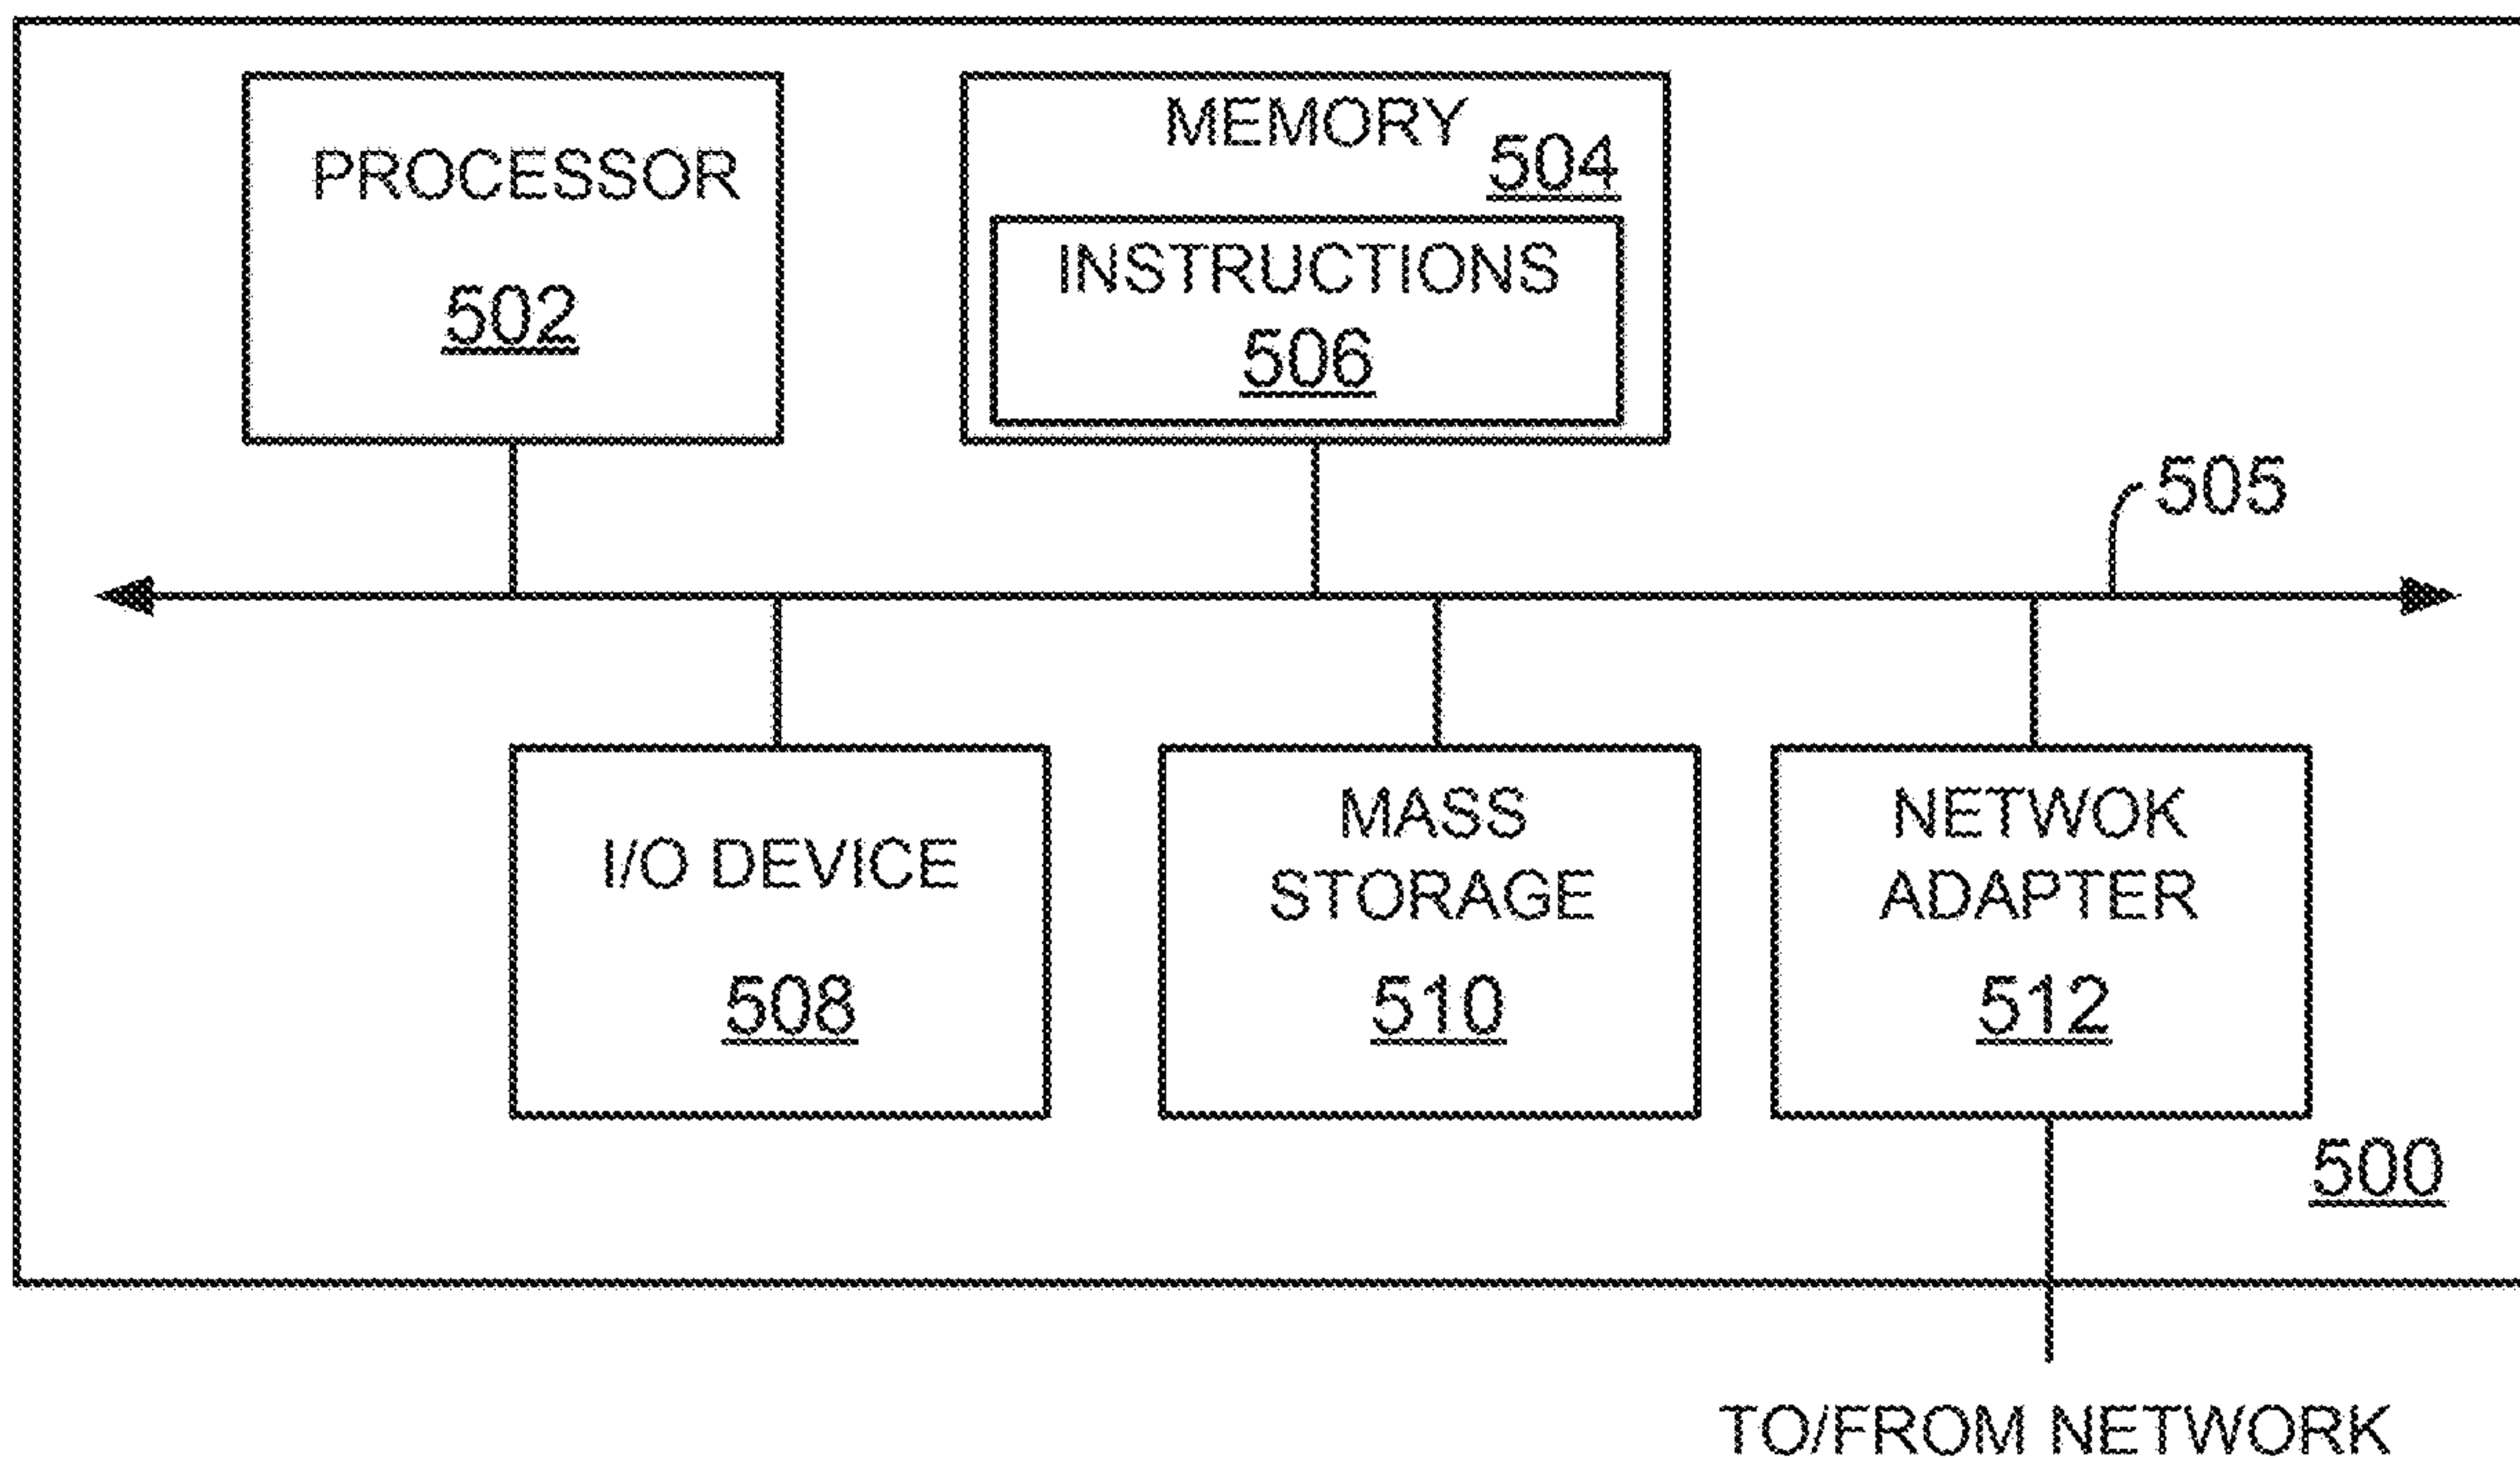 PROCESSOR
502
MEMORY
504
INSTRUCTIONS
506
505
I/O DEVICE
508
MASS
STORAGE
510
NETWOK
ADAPTER
512
500
TO/FROM NETWORK